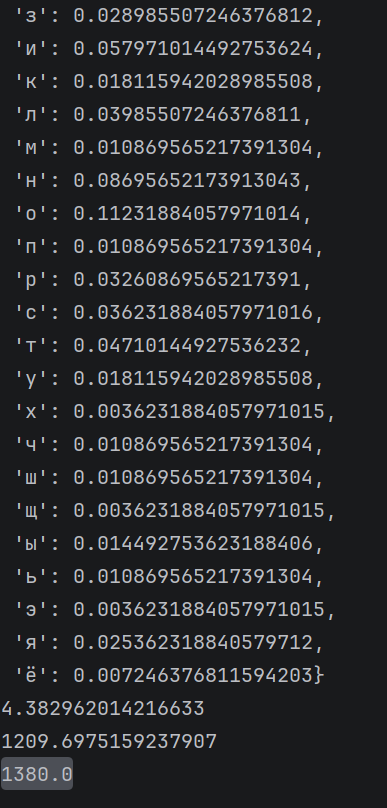 'з': 0.028985507246376812,
'и': 0.057971014492753624,
'к': 0.018115942028985508,
'л': 0.03985507246376811,
'м': 0.010869565217391304,
'н': 0.08695652173913043,
'о': 0.11231884057971014,
'п': 0.010869565217391304,
'р': 0.03260869565217391,
'с': 0.036231884057971016,
'т': 0.04710144927536232,
'у': 0.018115942028985508,
'х': 0.0036231884057971015,
'ч': 0.010869565217391304,
'ш': 0.010869565217391304,
'щ': 0.0036231884057971015,
'ы': 0.014492753623188406,
'ь': 0.010869565217391304,
'э': 0.0036231884057971015,
'я': 0.025362318840579712,
'ё': 0.007246376811594203}
4.382962014216633
1209.6975159237907
1380.0